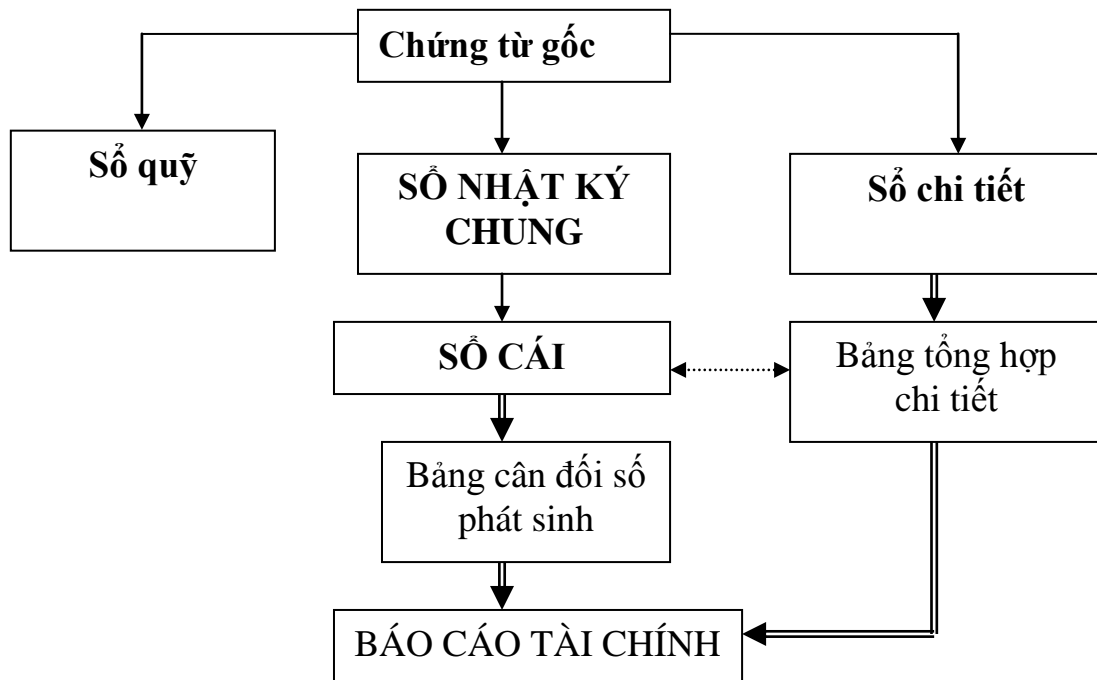 Chứng từ gốc
Sổ quỹ
SỔ NHẬT KÝ
CHUNG
Sổ chi tiết
SỔ CÁI
Bảng tổng hợp
chi tiết
Bảng cân đối số
phát sinh
BÁO CÁO TÀI CHÍNH